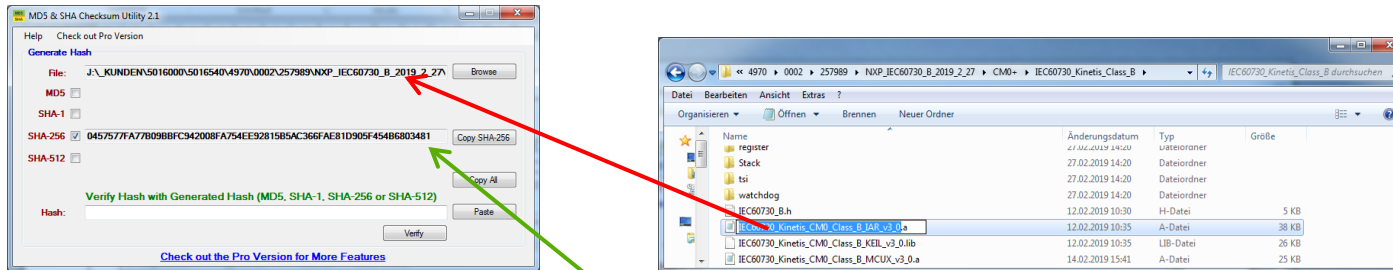 MD5 & SHA Checksum Utility 2.1
Help Check out Pro Version
Generate Hash
File: J:\_KUNDEN\5016000\5016540\4970\0002\257989\NXP_IEC60730_B_2019_2_27\ Browse
MD5
SHA-1
SHA-256 0457577FA77B09BBFC942008FA754EE92815B5AC366FAE81D905F454B6803481 Copy SHA-256
SHA-512
Copy All
Verify Hash with Generated Hash (MD5, SHA-1, SHA-256 or SHA-512)
Hash: Paste
Verify
Check out the Pro Version for More Features
« 4970 0002 257989 NXP_IEC60730_B_2019_2_27 CM0+ IEC60730_Kinetis_Class_B IEC60730_Kinetis_Class_B durchsuchen
Datei Bearbeiten Ansicht Extras ?
Organisieren Öffnen Brennen Neuer Ordner
Name Änderungsdatum Typ Größe
register 27.02.2019 14:20 Dateiordner
Stack 27.02.2019 14:20 Dateiordner
tsi 27.02.2019 14:20 Dateiordner
watchdog 27.02.2019 14:20 Dateiordner
IEC60730_B.h 12.02.2019 10:30 H-Datei 5 KB
IEC60730_Kinetis_CM0_Class_B_IAR_v3_0.a 12.02.2019 10:35 A-Datei 38 KB
IEC60730_Kinetis_CM0_Class_B_KEIL_v3_0.lib 12.02.2019 10:35 LIB-Datei 26 KB
IEC60730_Kinetis_CM0_Class_B_MCUX_v3_0.a 14.02.2019 15:41 A-Datei 25 KB